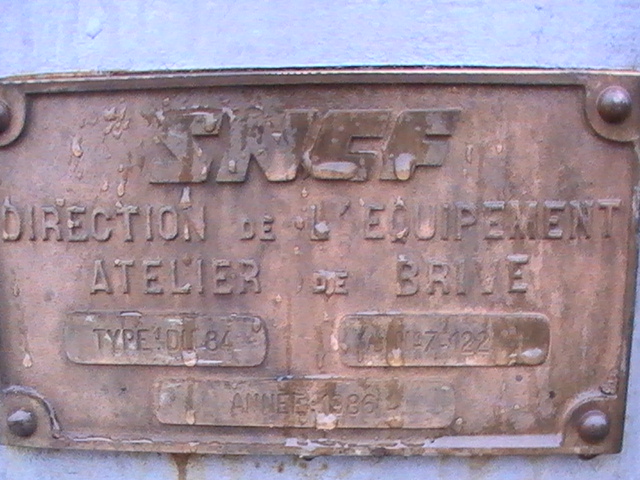 SNCF
DIRECTION DE L'EQUIPEMENT
ATELIER DE BRIVE
TYPE DU 84 7-122
ANNEE 1986